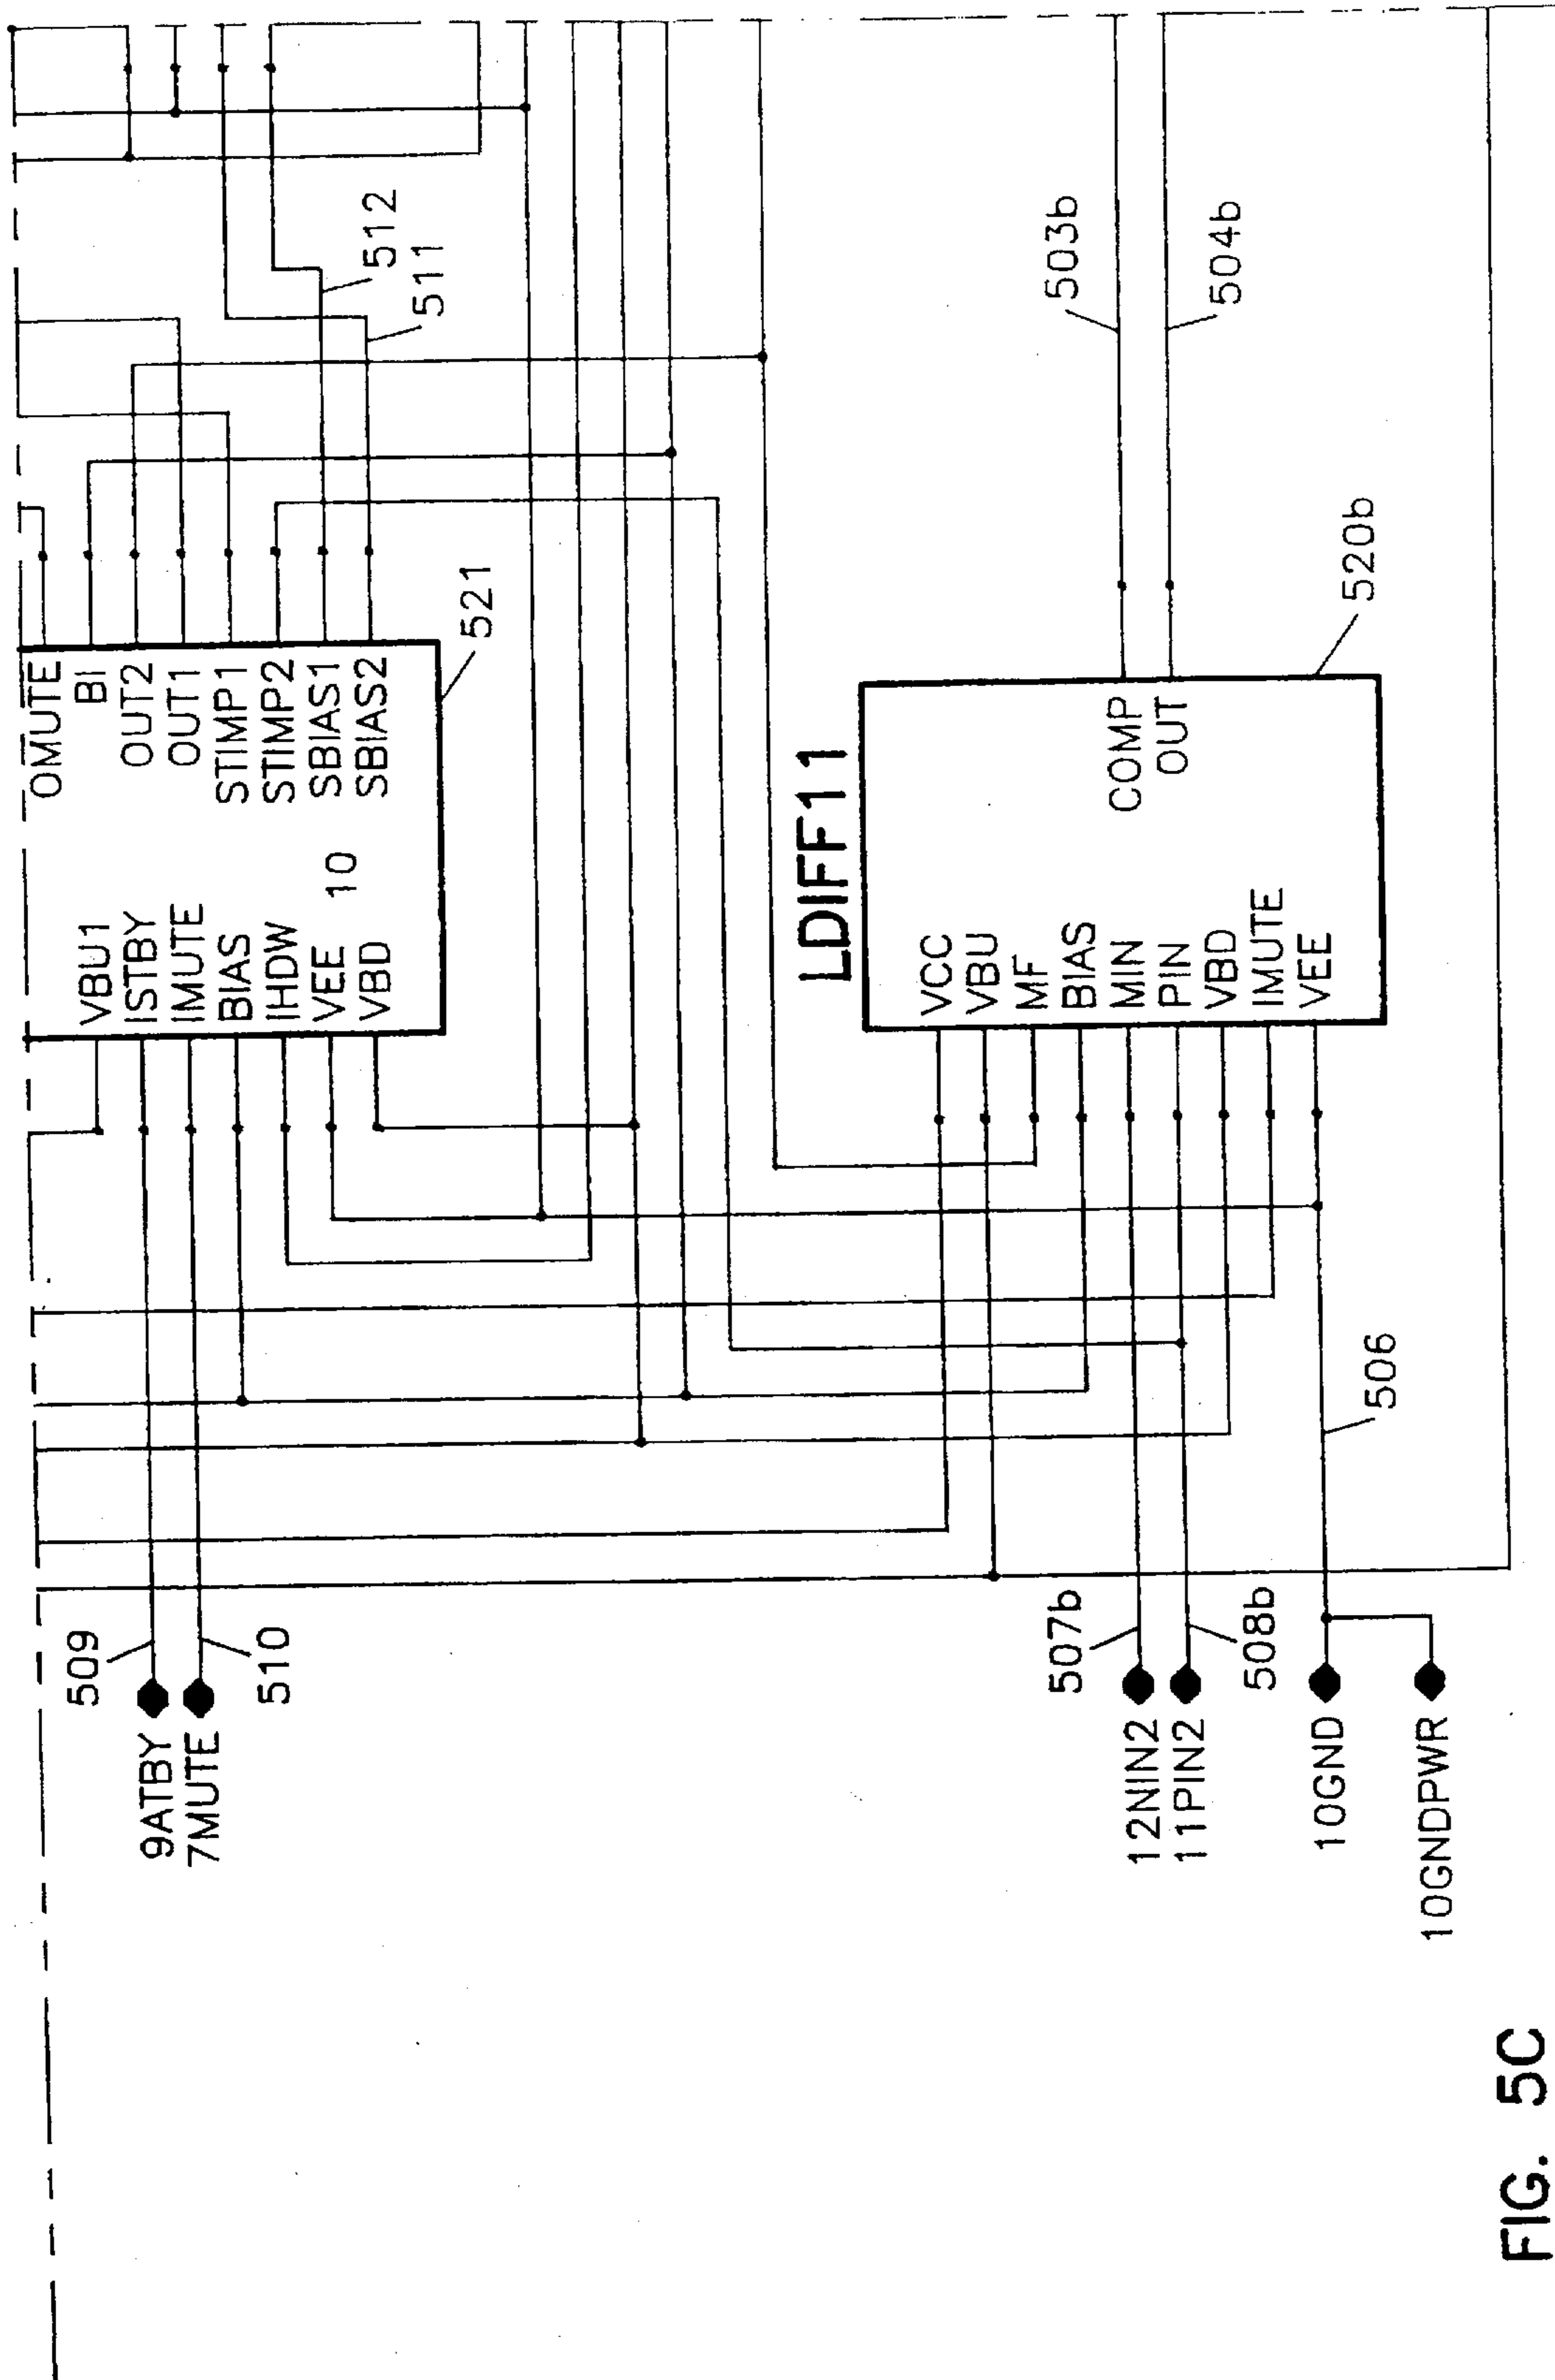 9ATBY
7MUTE
509
510
VBU1
ISTBY
IMUTE
BIAS
IHDW
VEE
VBD
10
OMUTE
BI
OUT2
OUT1
STIMP1
STIMP2
SBIAS1
SBIAS2
521
512
511
LDIFF11
VCC
VBU
MF
BIAS
MIN
PIN
VBD
IMUTE
VEE
COMP
OUT
503b
504b
520b
12NIN2
11PIN2
507b
508b
10GND
10GNDPWR
506
FIG. 5C